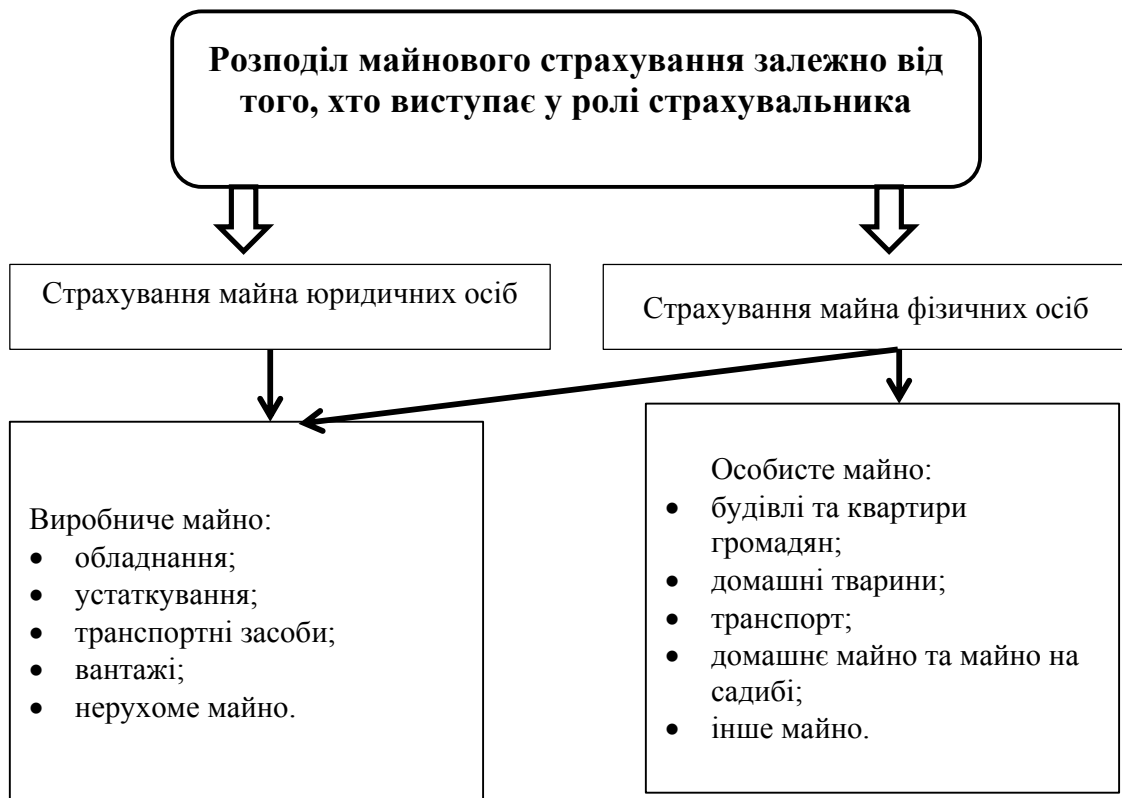 Розподіл майнового страхування залежно від
того, хто виступає у ролі страхувальника
Страхування майна юридичних осіб
Страхування майна фізичних осіб
Виробниче майно:
• обладнання;
• устаткування;
• транспортні засоби;
• вантажі;
• нерухоме майно.
Особисте майно:
• будівлі та квартири
громадян;
• домашні тварини;
• транспорт;
• домашнє майно та майно на
садибі;
• інше майно.